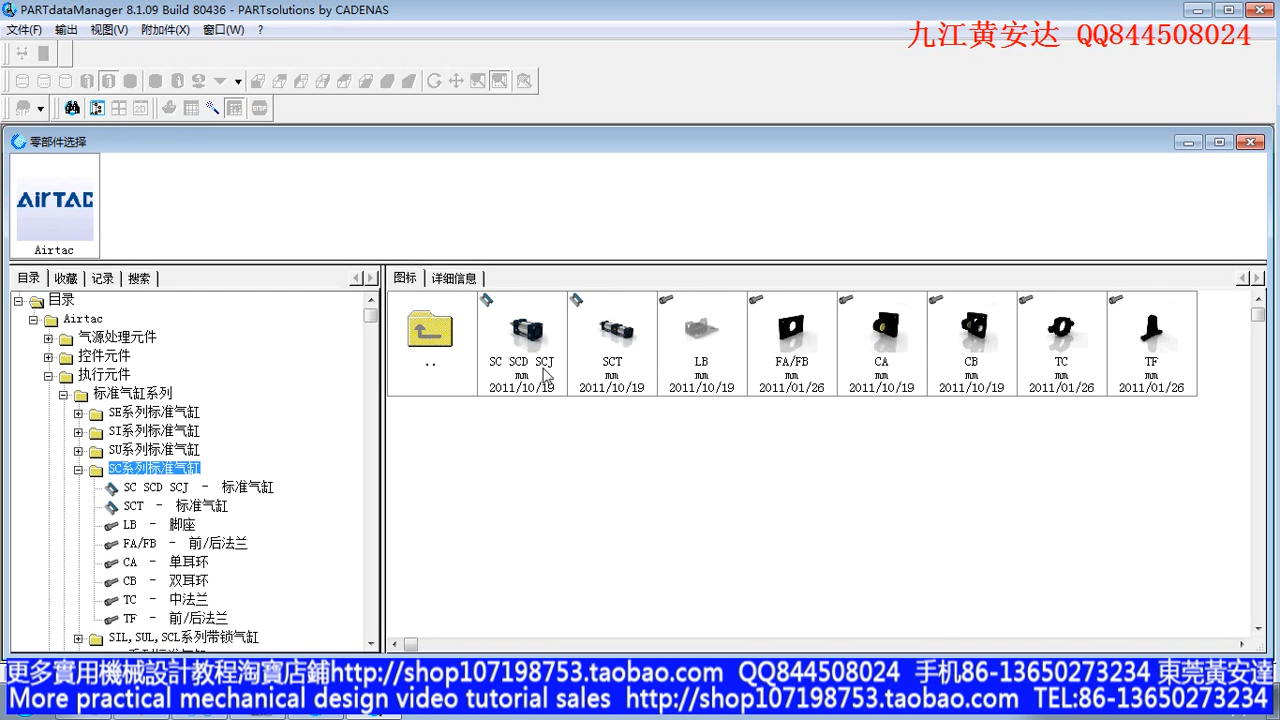 PARTdataManager 8.1.09 Build 80436 - PARTsolutions by CADENAS
文件(F) 输出 视图(V) 附加件(X) 窗口(W) ?
九江黄安达 QQ844508024
零部件选择
AirTAC
Airtac
目录 收藏 记录 搜索
图标 详细信息
目录
Airtac
气源处理元件
控件元件
执行元件
标准气缸系列
SE系列标准气缸
SI系列标准气缸
SU系列标准气缸
SC系列标准气缸
SC SCD SCJ - 标准气缸
SCT - 标准气缸
LB - 脚座
FA/FB - 前/后法兰
CA - 单耳环
CB - 双耳环
TC - 中法兰
TF - 前/后法兰
SIL,SUL,SCL系列带锁气缸
..
SC SCD SCJ
mm
2011/10/19
SCT
mm
2011/10/19
LB
mm
2011/10/19
FA/FB
mm
2011/01/26
CA
mm
2011/10/19
CB
mm
2011/10/19
TC
mm
2011/01/26
TF
mm
2011/01/26
更多實用機械設計教程淘寶店鋪http://shop107198753.taobao.com QQ844508024 手机86-13650273234 東莞黃安達
More practical mechanical design video tutorial sales http://shop107198753.taobao.com TEL:86-13650273234